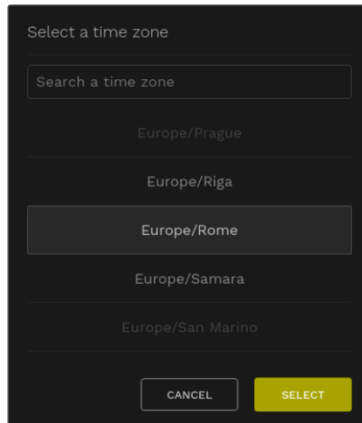 Select a time zone
Search a time zone
Europe/Prague
Europe/Riga
Europe/Rome
Europe/Samara
Europe/San Marino
CANCEL
SELECT